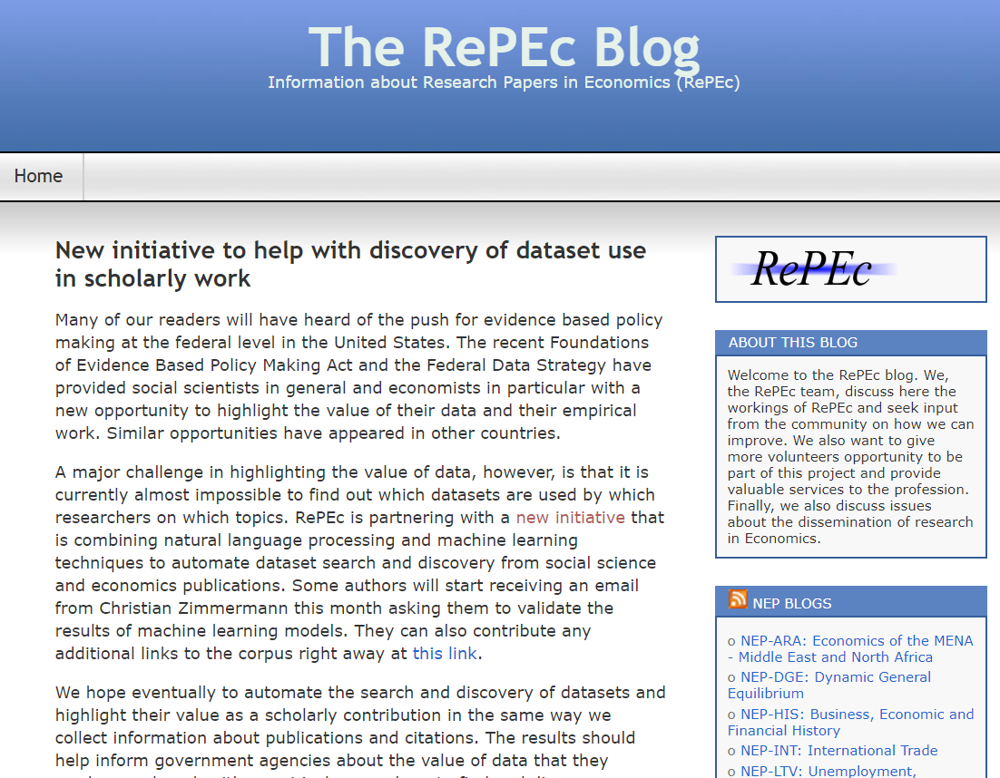 The RePEc Blog
Information about Research Papers in Economics (RePEc)
Home
New initiative to help with discovery of dataset use
in scholarly work
Many of our readers will have heard of the push for evidence based policy
making at the federal level in the United States. The recent Foundations
of Evidence Based Policy Making Act and the Federal Data Strategy have
provided social scientists in general and economists in particular with a
new opportunity to highlight the value of their data and their empirical
work. Similar opportunities have appeared in other countries.
A major challenge in highlighting the value of data, however, is that it is
currently almost impossible to find out which datasets are used by which
researchers on which topics. RePEc is partnering with a new initiative that
is combining natural language processing and machine learning
techniques to automate dataset search and discovery from social science
and economics publications. Some authors will start receiving an email
from Christian Zimmermann this month asking them to validate the
results of machine learning models. They can also contribute any
additional links to the corpus right away at this link.
We hope eventually to automate the search and discovery of datasets and
highlight their value as a scholarly contribution in the same way we
collect information about publications and citations. The results should
help inform government agencies about the value of data that they
RePEc
ABOUT THIS BLOG
Welcome to the RePEc blog. We,
the RePEc team, discuss here the
workings of RePEc and seek input
from the community on how we can
improve. We also want to give
more volunteers opportunity to be
part of this project and provide
valuable services to the profession.
Finally, we also discuss issues
about the dissemination of research
in Economics.
NEP BLOGS
o NEP-ARA: Economics of the MENA
- Middle East and North Africa
o NEP-DGE: Dynamic General
Equilibrium
o NEP-HIS: Business, Economic and
Financial History
o NEP-INT: International Trade
o NEP-LTV: Unemployment,